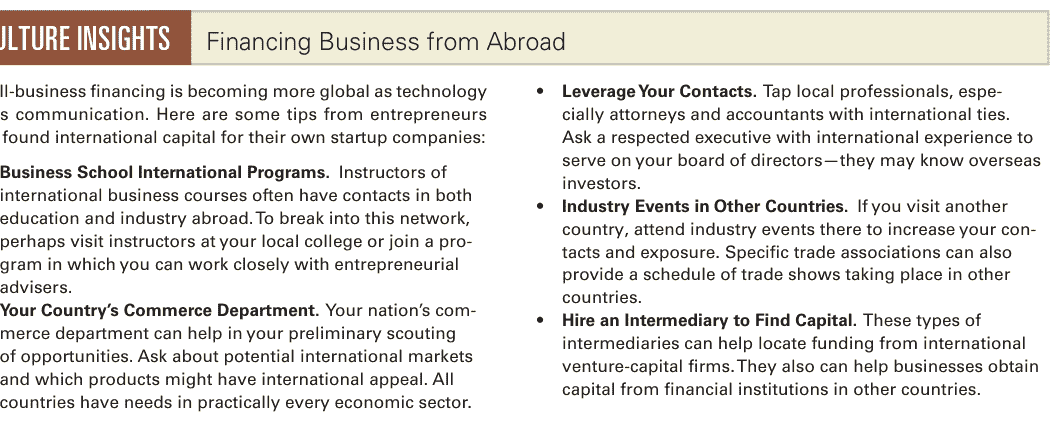 ULTURE INSIGHTS Financing Business from Abroad
ll-business financing is becoming more global as technology
s communication. Here are some tips from entrepreneurs
found international capital for their own startup companies:
Business School International Programs. Instructors of
international business courses often have contacts in both
education and industry abroad. To break into this network,
perhaps visit instructors at your local college or join a pro-
gram in which you can work closely with entrepreneurial
advisers.
Your Country's Commerce Department. Your nation's com-
merce department can help in your preliminary scouting
of opportunities. Ask about potential international markets
and which products might have international appeal. All
countries have needs in practically every economic sector.
• Leverage Your Contacts. Tap local professionals, espe-
cially attorneys and accountants with international ties.
Ask a respected executive with international experience to
serve on your board of directors—they may know overseas
investors.
• Industry Events in Other Countries. If you visit another
country, attend industry events there to increase your con-
tacts and exposure. Specific trade associations can also
provide a schedule of trade shows taking place in other
countries.
• Hire an Intermediary to Find Capital. These types of
intermediaries can help locate funding from international
venture-capital firms. They also can help businesses obtain
capital from financial institutions in other countries.